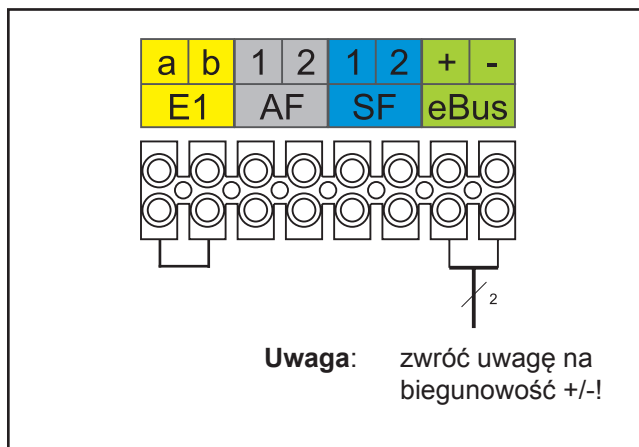 a b 1 2 1 2 + -
E1 AF SF eBus
2
Uwaga: zwróć uwagę na
biegunowość +/-!